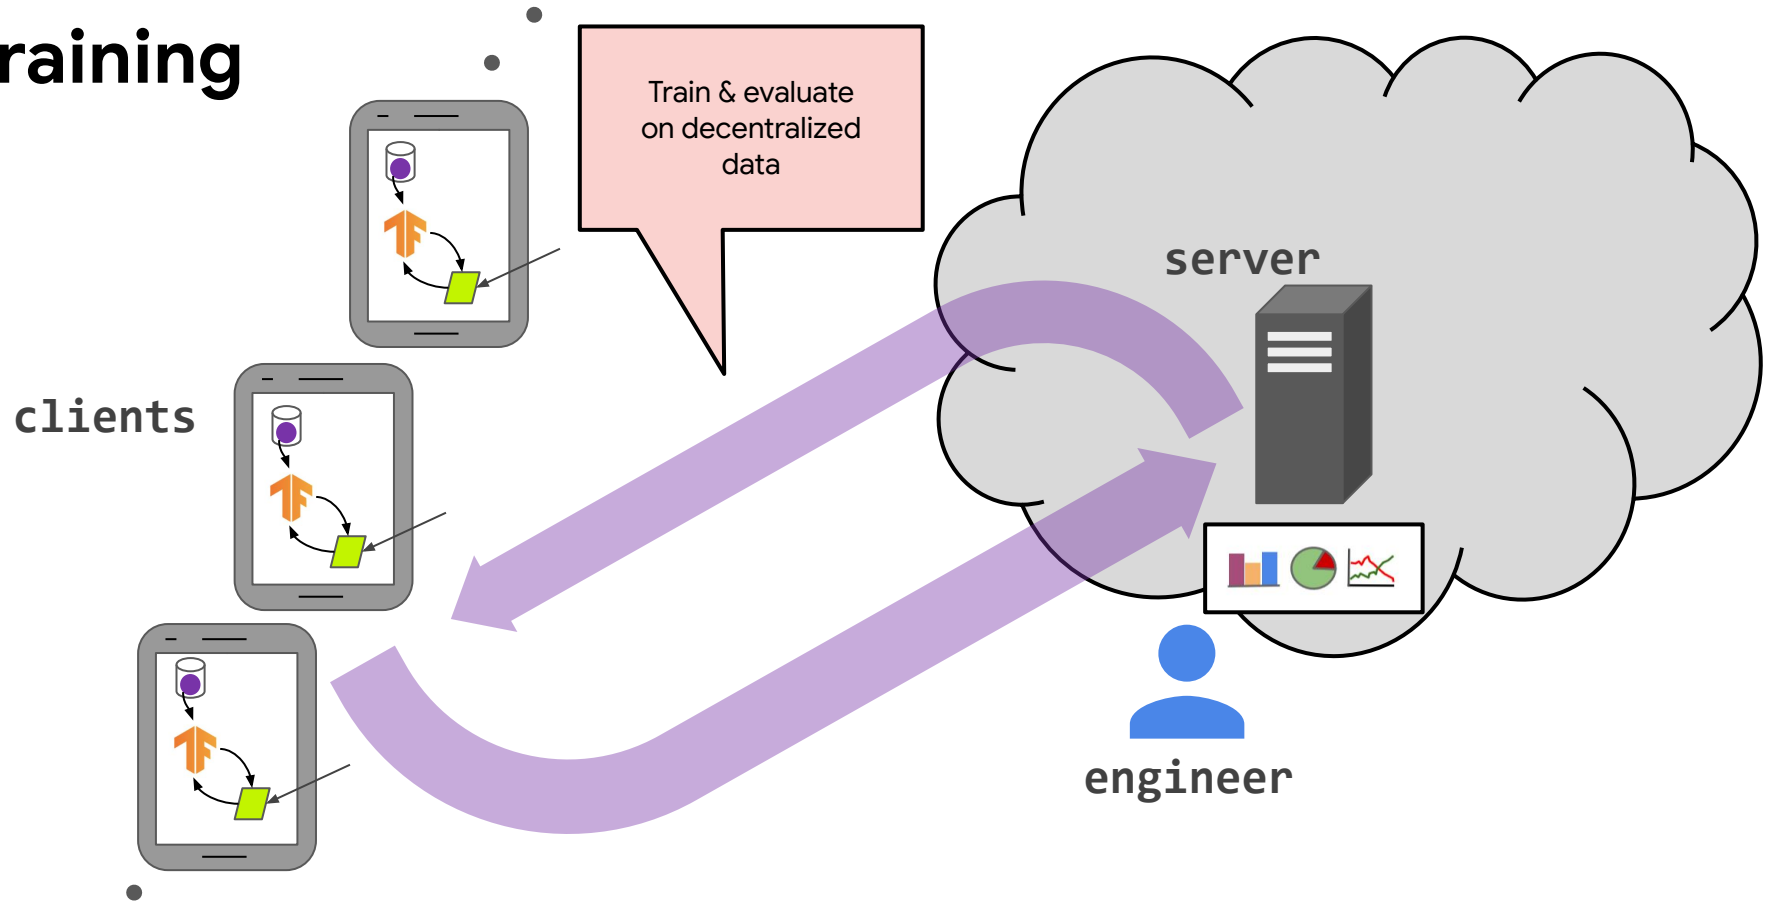 raining
Train & evaluate
on decentralized
data
server
clients
engineer